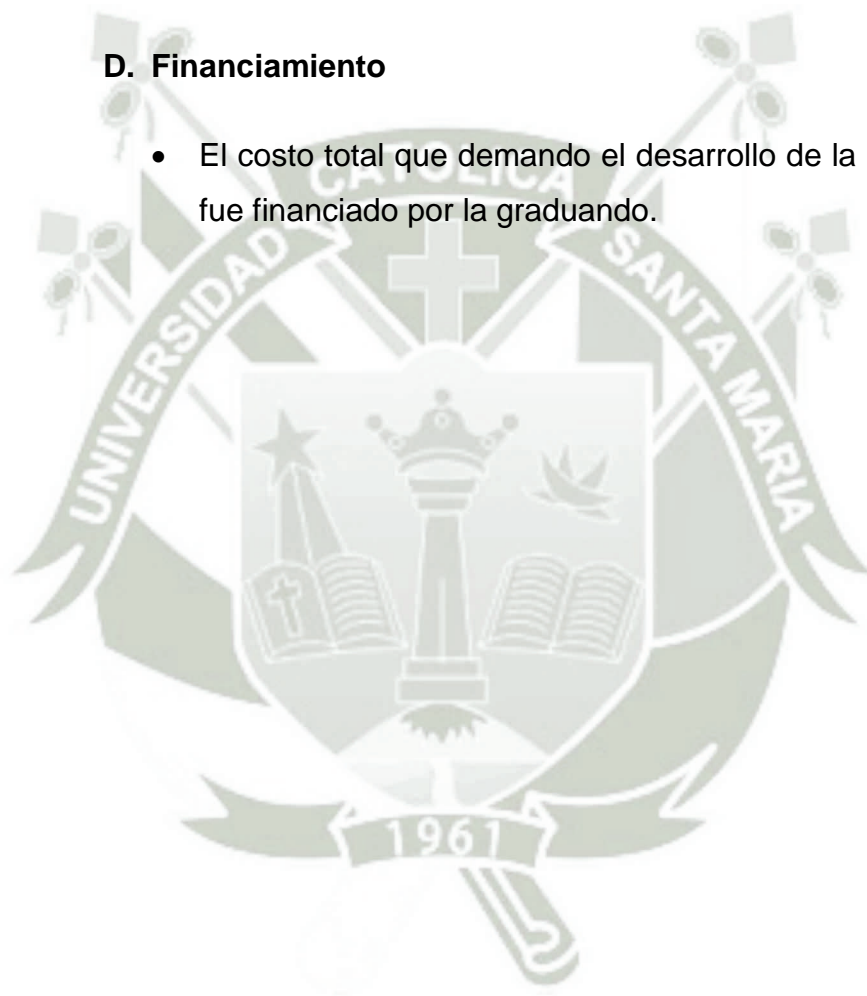 D. Financiamiento
• El costo total que demando el desarrollo de la
fue financiado por la graduando.
UNIVERSIDAD
CATOLICA
SANTA MARIA
1961